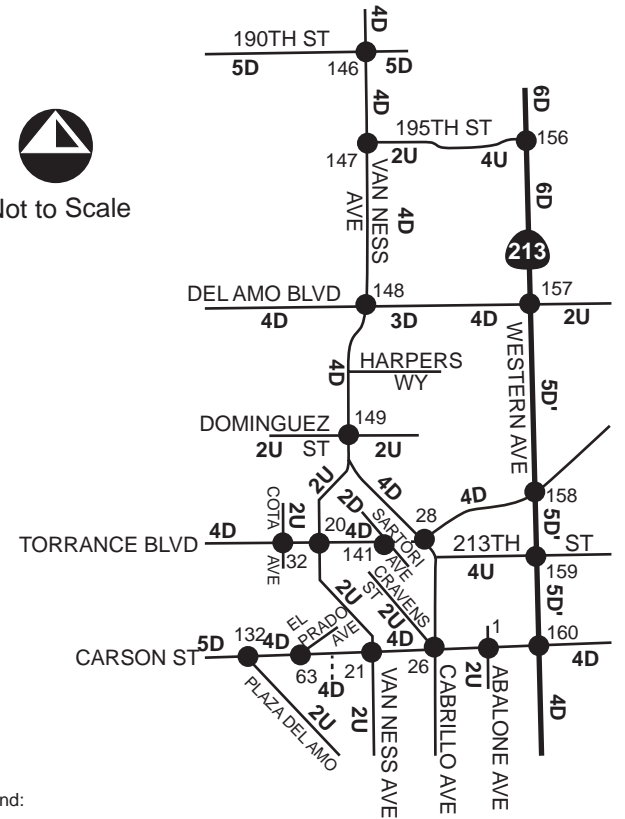 4D
190TH ST
5D
146
5D
4D
6D
195TH ST
156
147
2U
4U
VAN NESS
AVE
4D
6D
Not to Scale
213
DEL AMO BLVD
148
157
4D
3D
4D
2U
WESTERN AVE
HARPERS
WY
4D
5D'
DOMINGUEZ
ST
149
2U
2U
2U
4D
2D
4D
158
COTA
AVE
2U
20
4D
SARTORI
AVE
28
5D'
TORRANCE BLVD
4D
32
141
213TH
ST
4U
159
CRAVENS
ST
2U
2U
5D'
EL
PRADO
AVE
1
CARSON ST
5D
132
4D
4D
160
4D
63
4D
21
26
2U
2U
2U
PLAZA DEL AMO
VAN NESS AVE
CABRILLO AVE
ABALONE AVE
4D
nd: